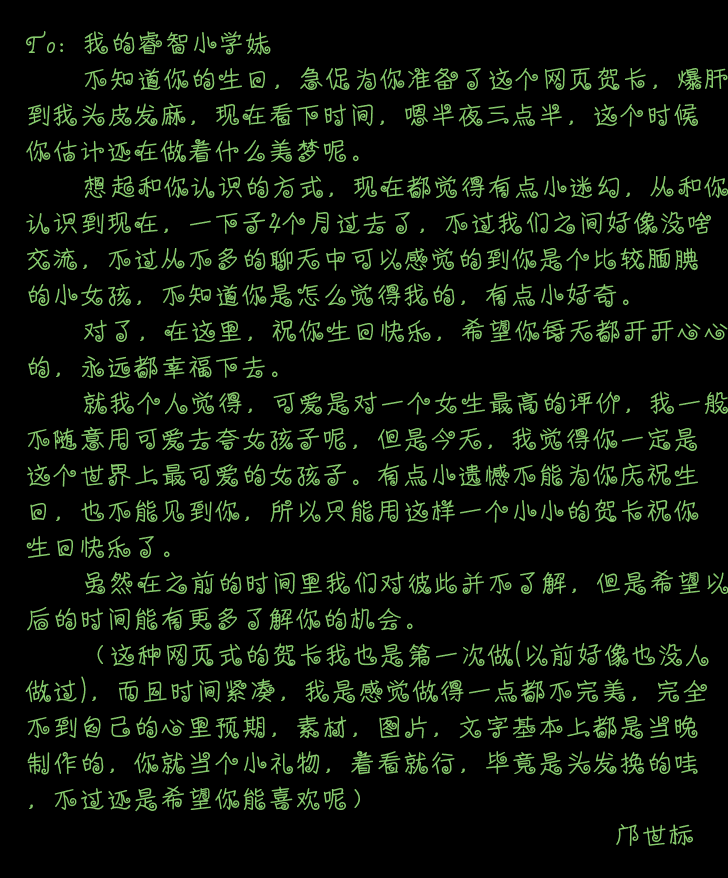 To: 我的睿智小学妹
不知道你的生日，急促为你准备了这个网页贺卡，爆肝
到我头皮发麻，现在看下时间，嗯半夜三点半，这个时候
你估计还在做着什么美梦呢。
想起和你认识的方式，现在都觉得有点小迷幻，从和你
认识到现在，一下子4个月过去了，不过我们之间好像没啥
交流，不过从不多的聊天中可以感觉的到你是个比较腼腆
的小女孩，不知道你是怎么觉得我的，有点小好奇。
对了，在这里，祝你生日快乐，希望你每天都开开心心
的，永远都幸福下去。
就我个人觉得，可爱是对一个女生最高的评价，我一般
不随意用可爱去夸女孩子呢，但是今天，我觉得你一定是
这个世界上最可爱的女孩子。有点小遗憾不能为你庆祝生
日，也不能见到你，所以只能用这样一个小小的贺卡祝你
生日快乐了。
虽然在之前的时间里我们对彼此并不了解，但是希望以
后的时间能有更多了解你的机会。
（这种网页式的贺卡我也是第一次做(以前好像也没人
做过)，而且时间紧凑，我是感觉做得一点都不完美，完全
不到自己的心里预期，素材，图片，文字基本上都是当晚
制作的，你就当个小礼物，着看就行，毕竟是头发换的哇
，不过还是希望你能喜欢呢）
邝世标